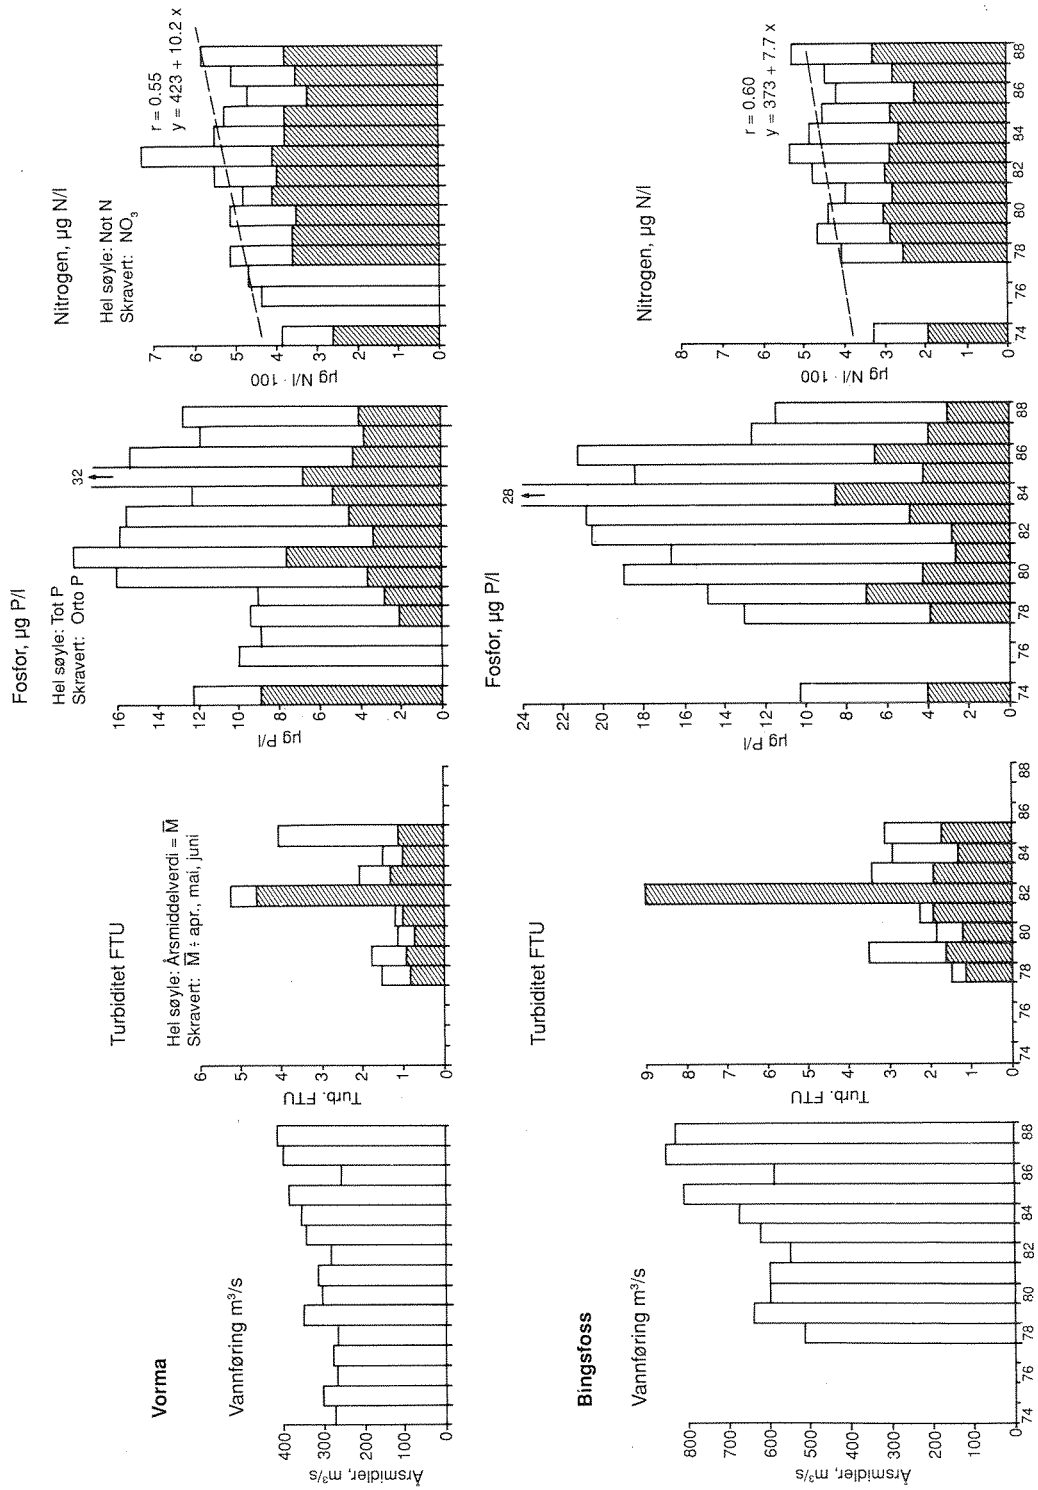 Vorma
Vannføring m³/s
Årsmidler, m³/s
400
300
200
100
0
Turbiditet FTU
Hel søyle: Årsmiddelverdi = M̅
Skravert: M̅ ÷ apr., mai, juni
Turb. FTU
6
5
4
3
2
1
0
Fosfor, µg P/l
Hel søyle: Tot P
Skravert: Orto P
32
µg P/l
16
12
8
4
0
Nitrogen, µg N/l
Hel søyle: Not N
Skravert: NO₃
r = 0.55
y = 423 + 10.2 x
µg N/l · 100
7
6
5
4
3
2
1
0
Bingsfoss
Vannføring m³/s
Årsmidler, m³/s
800
700
600
500
400
300
200
100
0
74 76 78 80 82 84 86 88
Turbiditet FTU
Turb. FTU
9
6
5
4
3
2
1
0
74 76 78 80 82 84 86 88
Fosfor, µg P/l
28
µg P/l
24
22
20
18
16
14
12
10
8
6
4
2
0
74 76 78 80 82 84 86 88
Nitrogen, µg N/l
r = 0.60
y = 373 + 7.7 x
µg N/l · 100
8
7
6
5
4
3
2
1
0
74 76 78 80 82 84 86 88